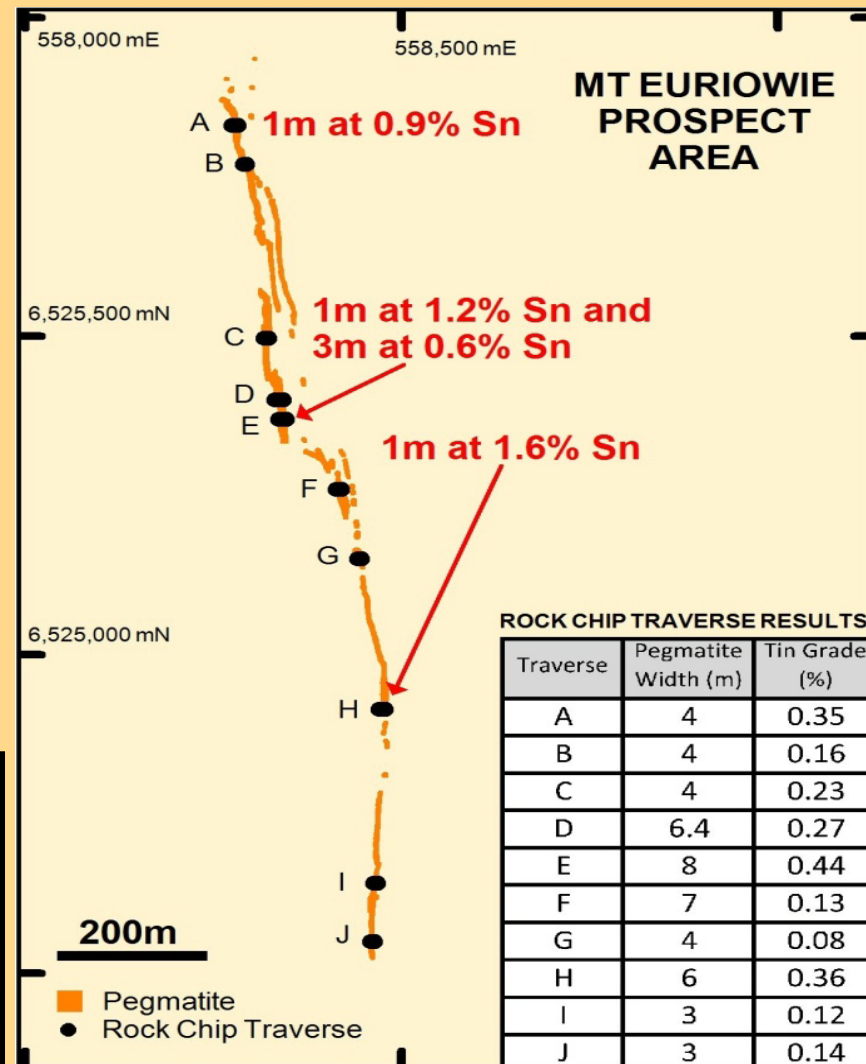 558,000 mE
558,500 mE
MT EURIOWIE
PROSPECT
AREA
A
1m at 0.9% Sn
B
6,525,500 mN
1m at 1.2% Sn and
3m at 0.6% Sn
C
D
E
1m at 1.6% Sn
F
G
6,525,000 mN
H
I
J
200m
Pegmatite
Rock Chip Traverse
ROCK CHIP TRAVERSE RESULTS
Traverse Pegmatite Width (m) Tin Grade (%)
A 4 0.35
B 4 0.16
C 4 0.23
D 6.4 0.27
E 8 0.44
F 7 0.13
G 4 0.08
H 6 0.36
I 3 0.12
J 3 0.14